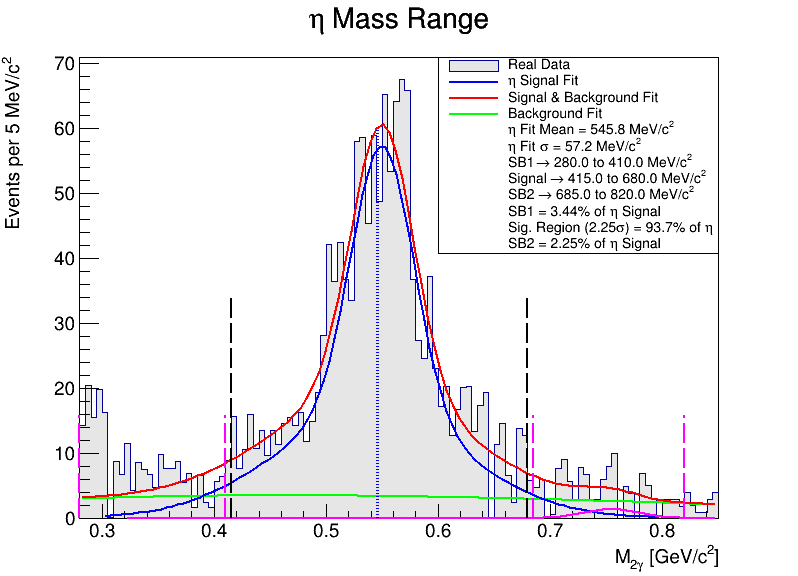 η Mass Range
Events per 5 MeV/c²
70
60
50
40
30
20
10
0
Real Data
η Signal Fit
Signal & Background Fit
Background Fit
η Fit Mean = 545.8 MeV/c²
η Fit σ = 57.2 MeV/c²
SB1 → 280.0 to 410.0 MeV/c²
Signal → 415.0 to 680.0 MeV/c²
SB2 → 685.0 to 820.0 MeV/c²
SB1 = 3.44% of η Signal
Sig. Region (2.25σ) = 93.7% of η
SB2 = 2.25% of η Signal
0.3 0.4 0.5 0.6 0.7 0.8
M₂γ [GeV/c²]